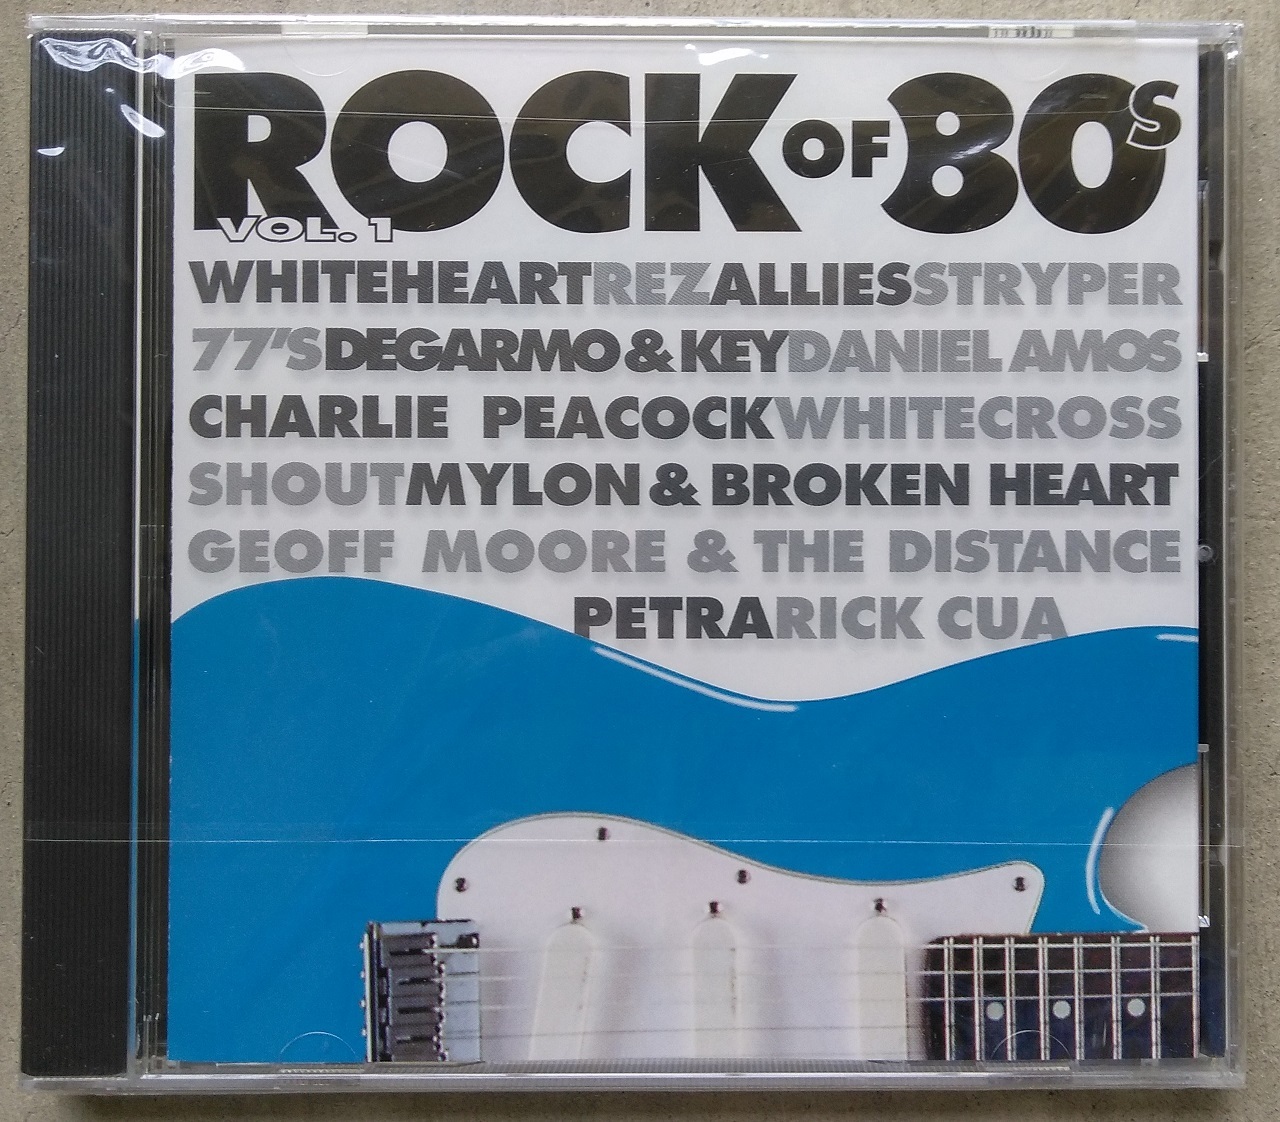 ROCK OF 80s
VOL. 1
WHITEHEARTREZALLIESSTRYPER
77'SDEGARMO & KEYDANIEL AMOS
CHARLIE PEACOCKWHITECROSS
SHOUTMYLON & BROKEN HEART
GEOFF MOORE & THE DISTANCE
PETRARICK CUA